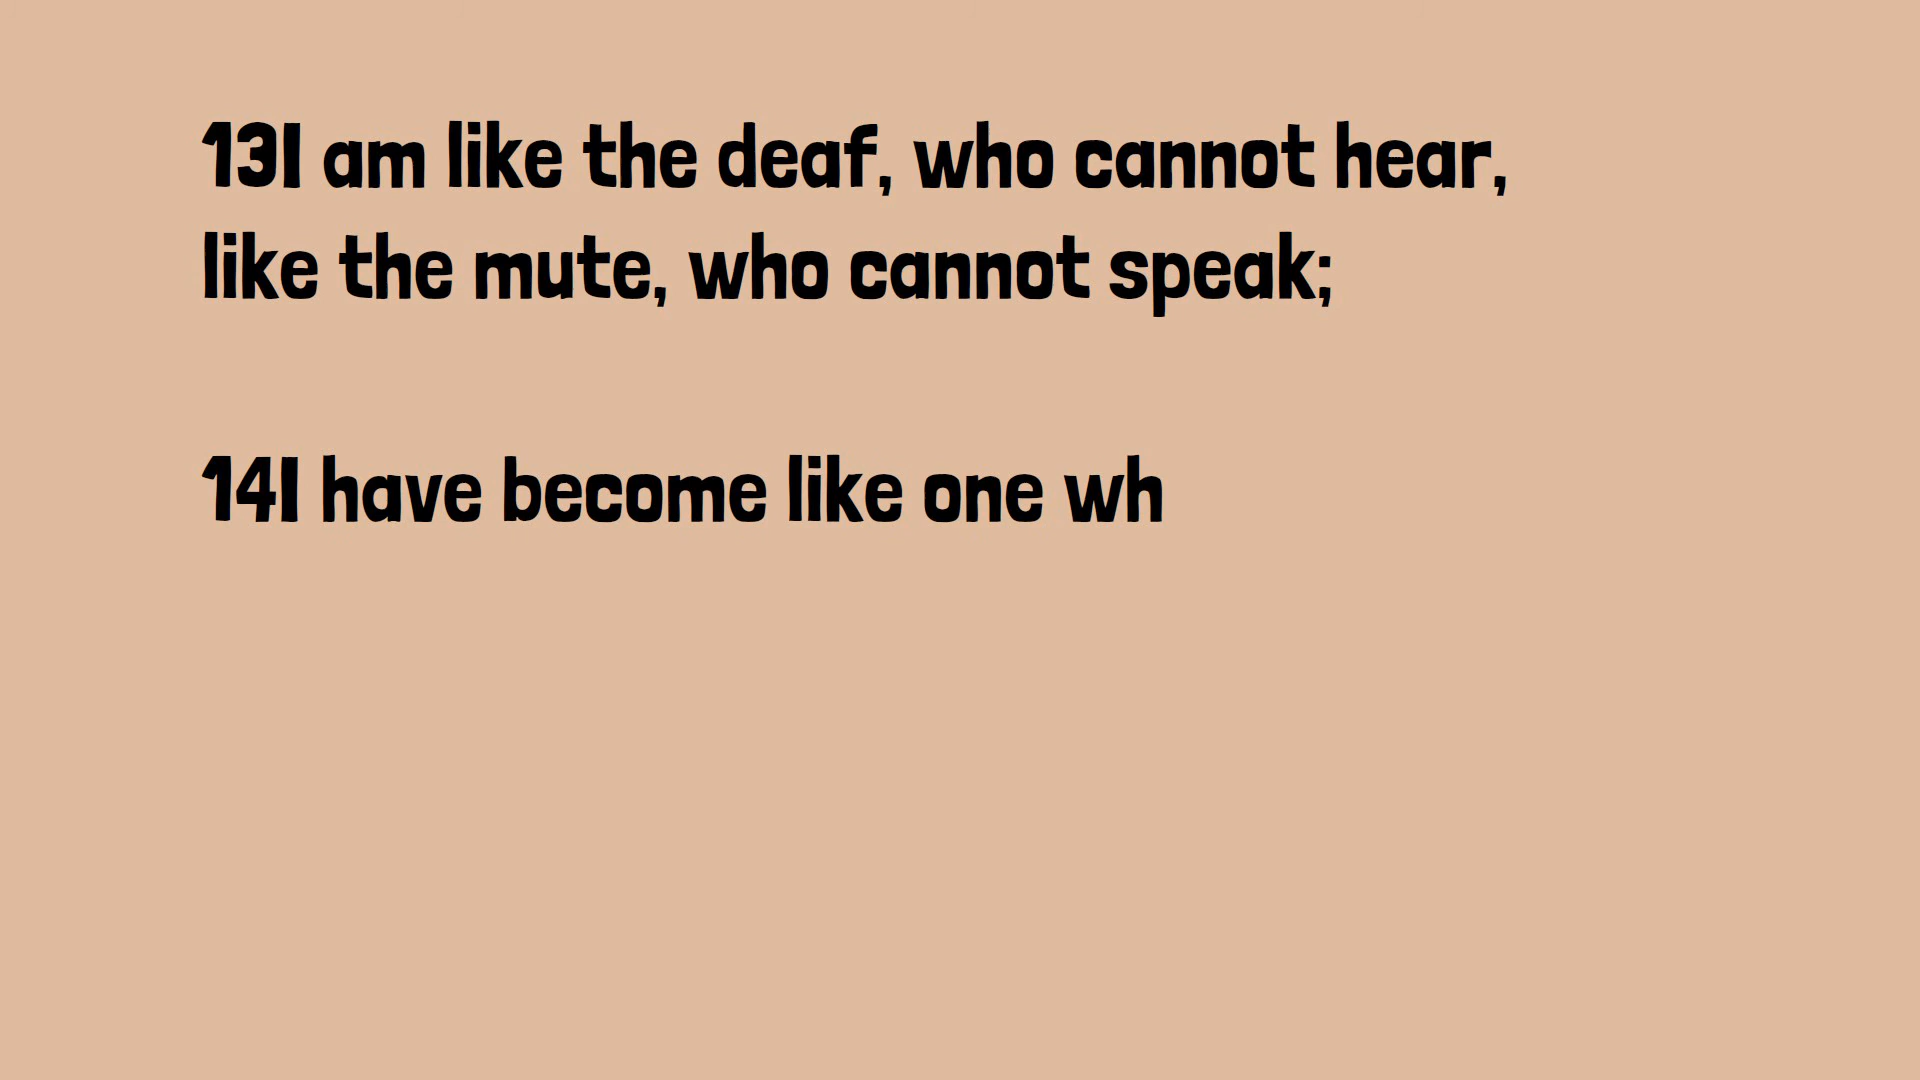 13I am like the deaf, who cannot hear,
like the mute, who cannot speak;
14I have become like one wh